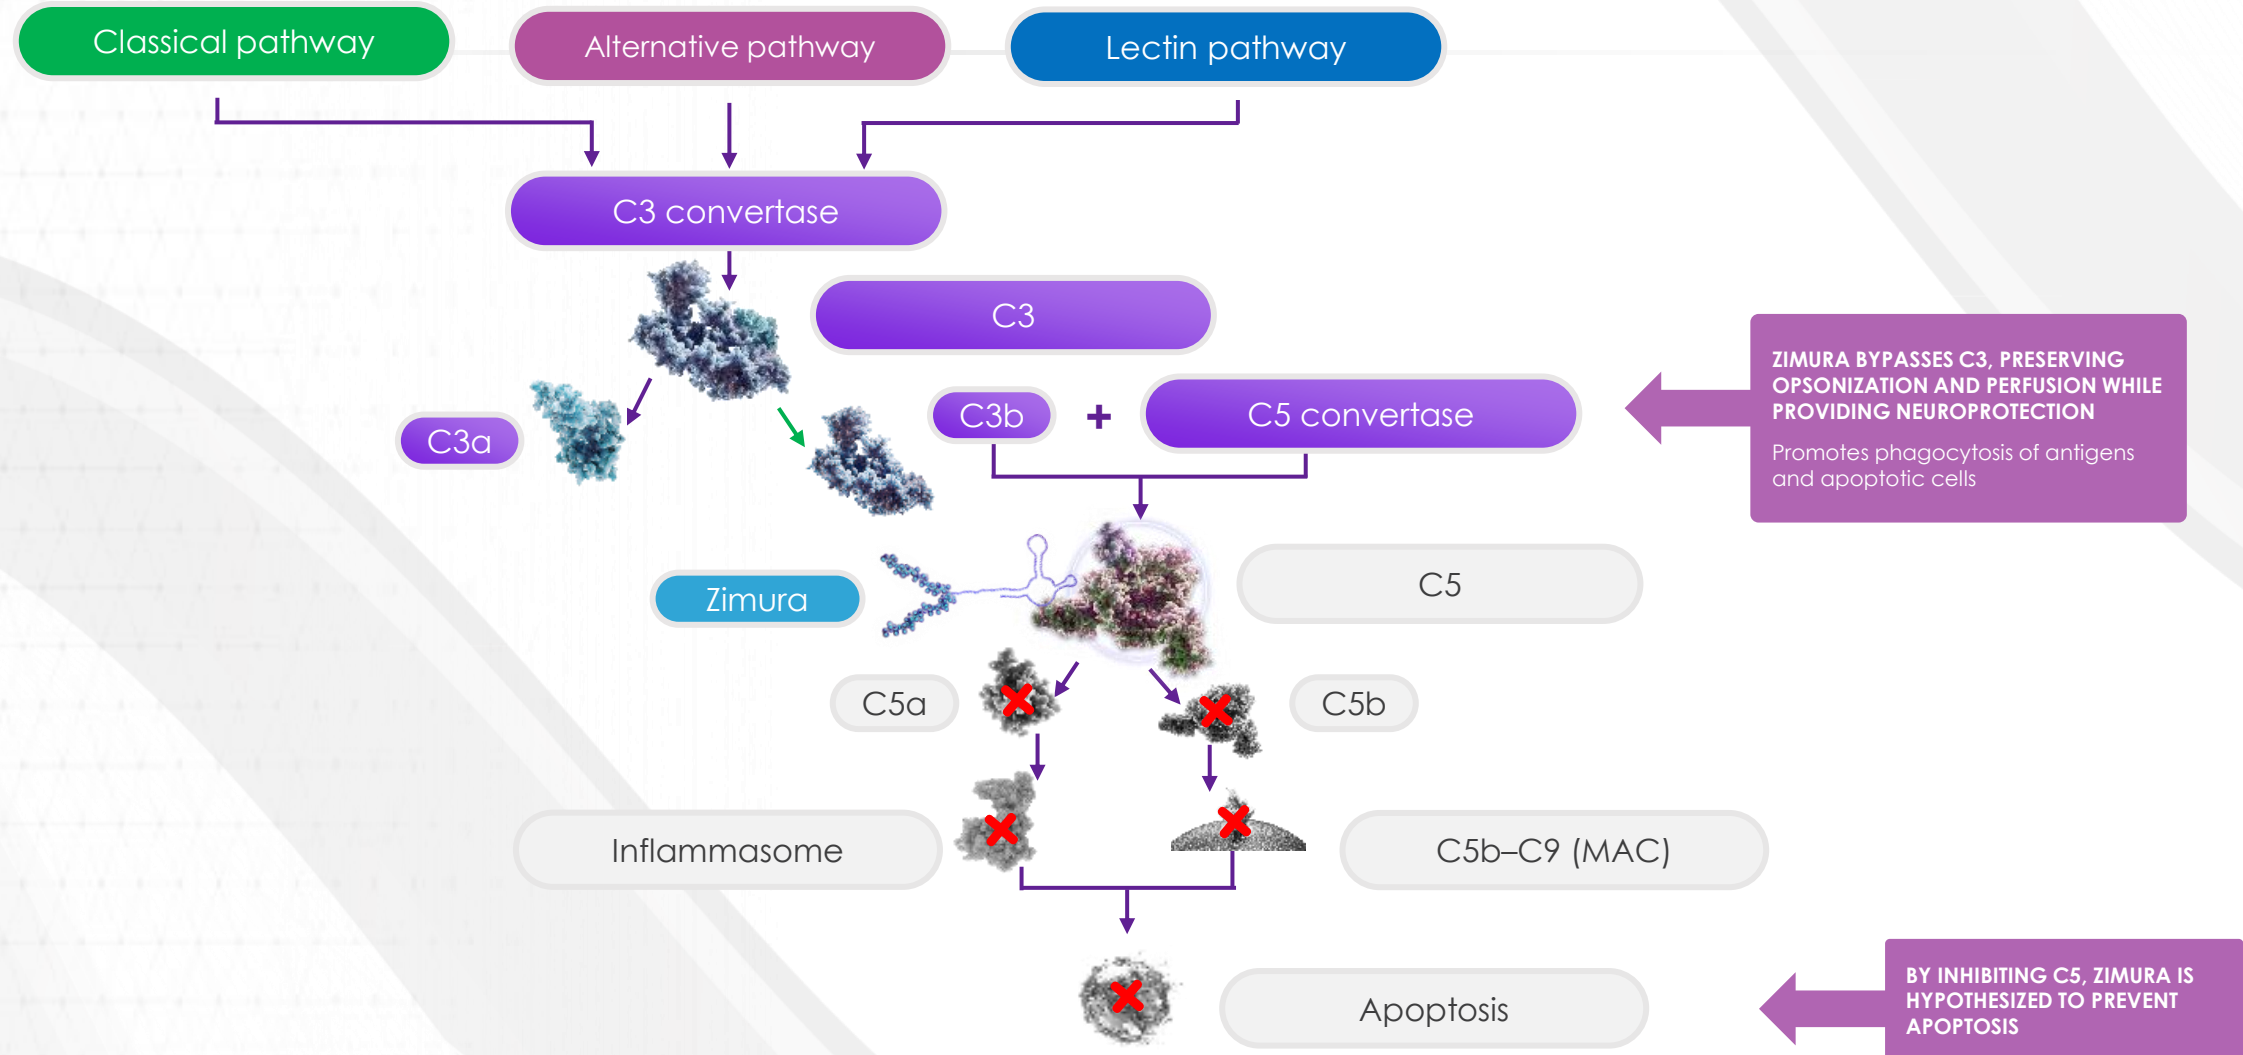 Classical pathway
Alternative pathway
Lectin pathway
C3 convertase
C3
C3b
+
C5 convertase
C3a
ZIMURA BYPASSES C3, PRESERVING
OPSONIZATION AND PERFUSION WHILE
PROVIDING NEUROPROTECTION
Promotes phagocytosis of antigens
and apoptotic cells
Zimura
C5
C5a
C5b
Inflammasome
C5b–C9 (MAC)
Apoptosis
BY INHIBITING C5, ZIMURA IS
HYPOTHESIZED TO PREVENT
APOPTOSIS